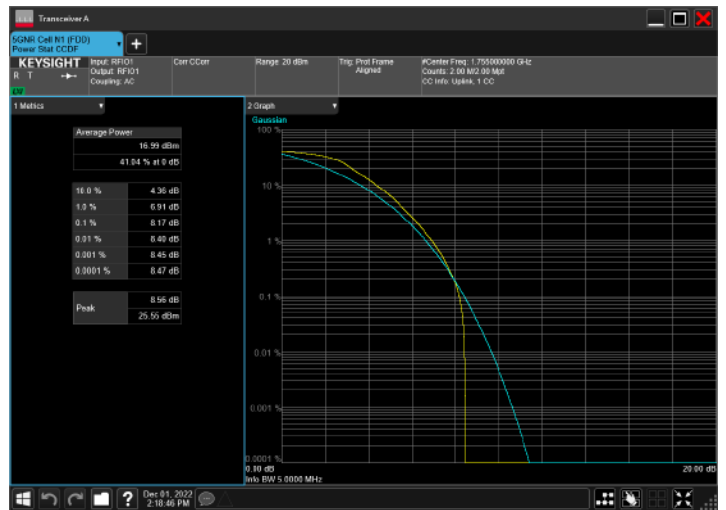 Transceiver A
5GNR Cell N1 (FDD)
Power Stat CCDF
KEYSIGHT
R T
Input: RFIO1
Output: RFIO1
Coupling: AC
Corr CCorr
Range: 20 dBm
Trig: Prot Frame
Aligned
#Center Freq: 1.755000000 GHz
Counts: 2.00 M/2.00 Mpt
CC Info: Uplink, 1 CC
1 Metrics
Average Power
16.99 dBm
41.04 % at 0 dB
10.0 % 4.36 dB
1.0 % 6.91 dB
0.1 % 8.17 dB
0.01 % 8.40 dB
0.001 % 8.45 dB
0.0001 % 8.47 dB
Peak
8.56 dB
25.55 dBm
2 Graph
Gaussian
100 %
10 %
1 %
0.1 %
0.01 %
0.001 %
0.0001 %
0.00 dB
20.00 dB
Info BW 5.0000 MHz
?
Dec 01, 2022
2:18:46 PM